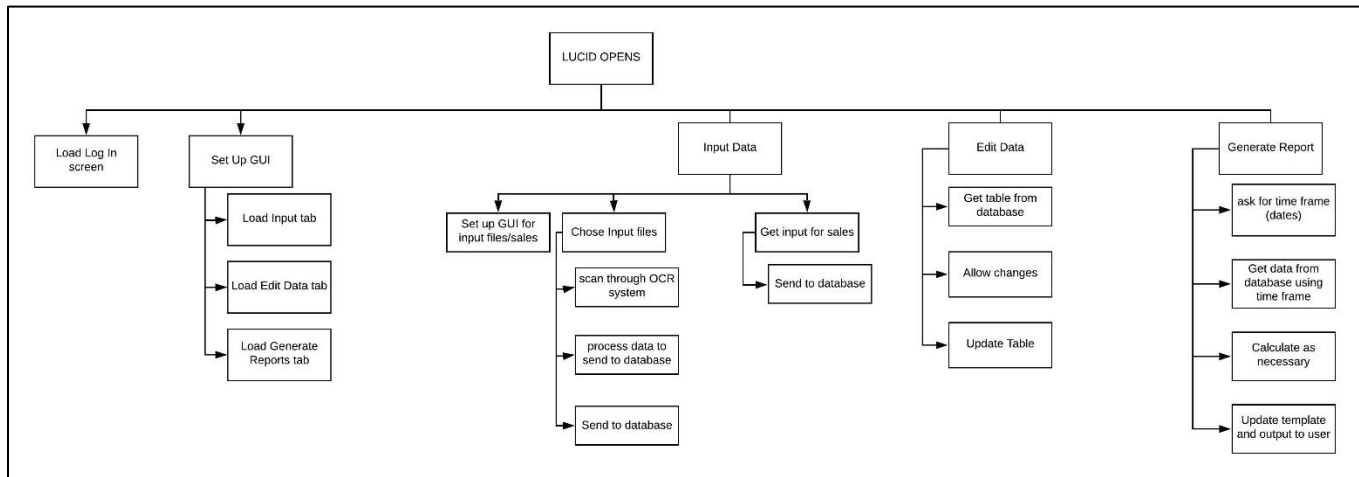 LUCID OPENS
Load Log In
screen
Set Up GUI
Load Input tab
Load Edit Data tab
Load Generate
Reports tab
Input Data
Set up GUI for
input files/sales
Chose Input files
scan through OCR
system
process data to
send to database
Send to database
Get input for sales
Send to database
Edit Data
Get table from
database
Allow changes
Update Table
Generate Report
ask for time frame
(dates)
Get data from
database using
time frame
Calculate as
necessary
Update template
and output to user